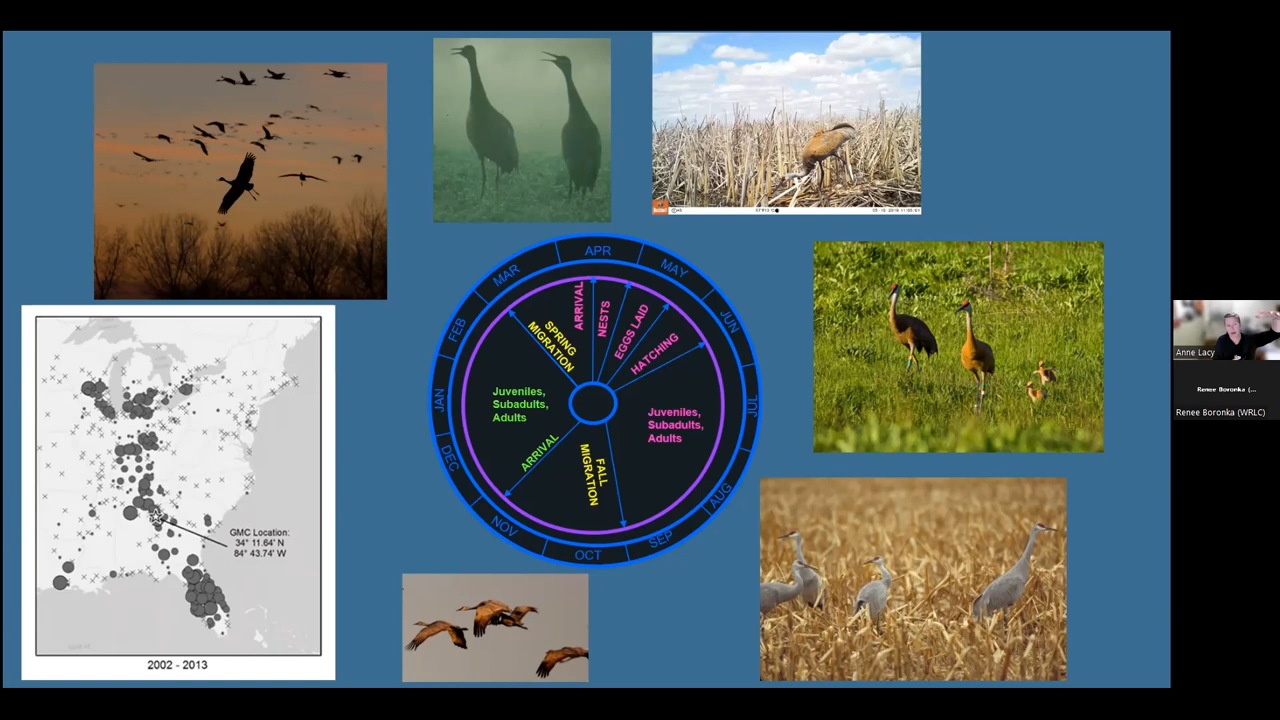 APR
MAR
MAY
FEB
JUN
JAN
JUL
DEC
AUG
NOV
SEP
OCT
ARRIVAL
NESTS
EGGS LAID
HATCHING
SPRING
MIGRATION
Juveniles,
Subadults,
Adults
Juveniles,
Subadults,
Adults
ARRIVAL
FALL
MIGRATION
GMC Location:
34° 11.64' N
84° 43.74' W
2002 - 2013
Anne Lacy
Renee Boronka (...
Renee Boronka (WRLC)